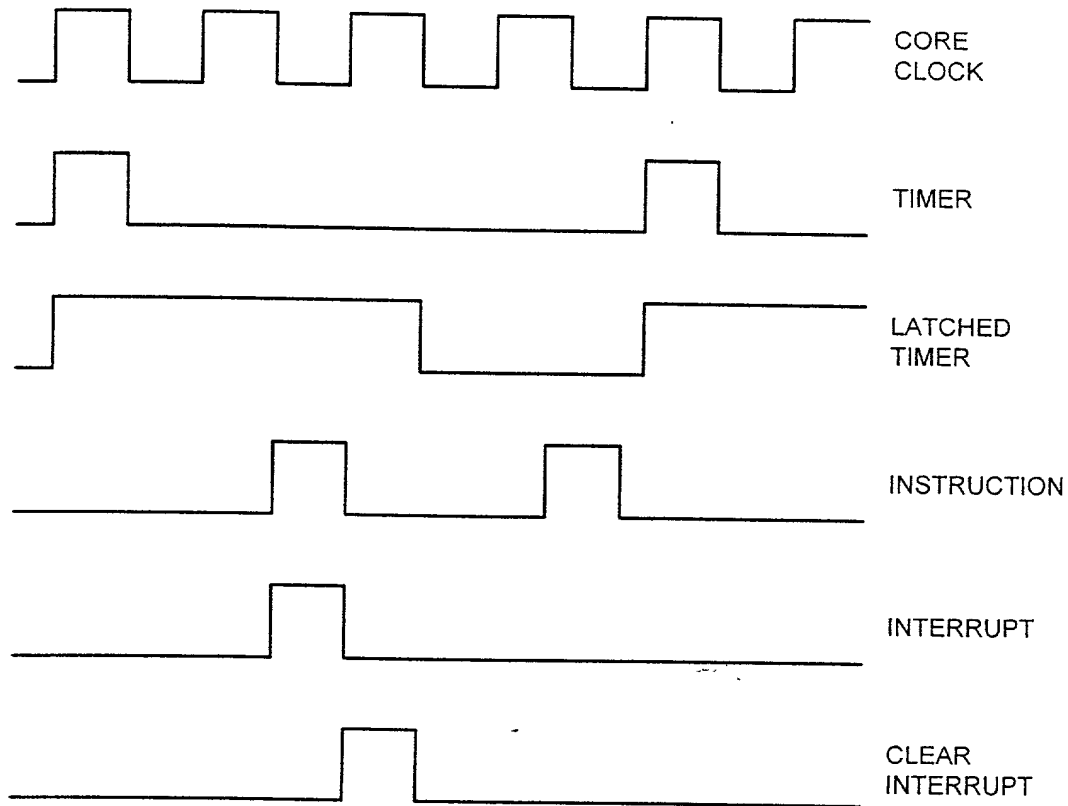 CORE
CLOCK
TIMER
LATCHED
TIMER
INSTRUCTION
INTERRUPT
CLEAR
INTERRUPT